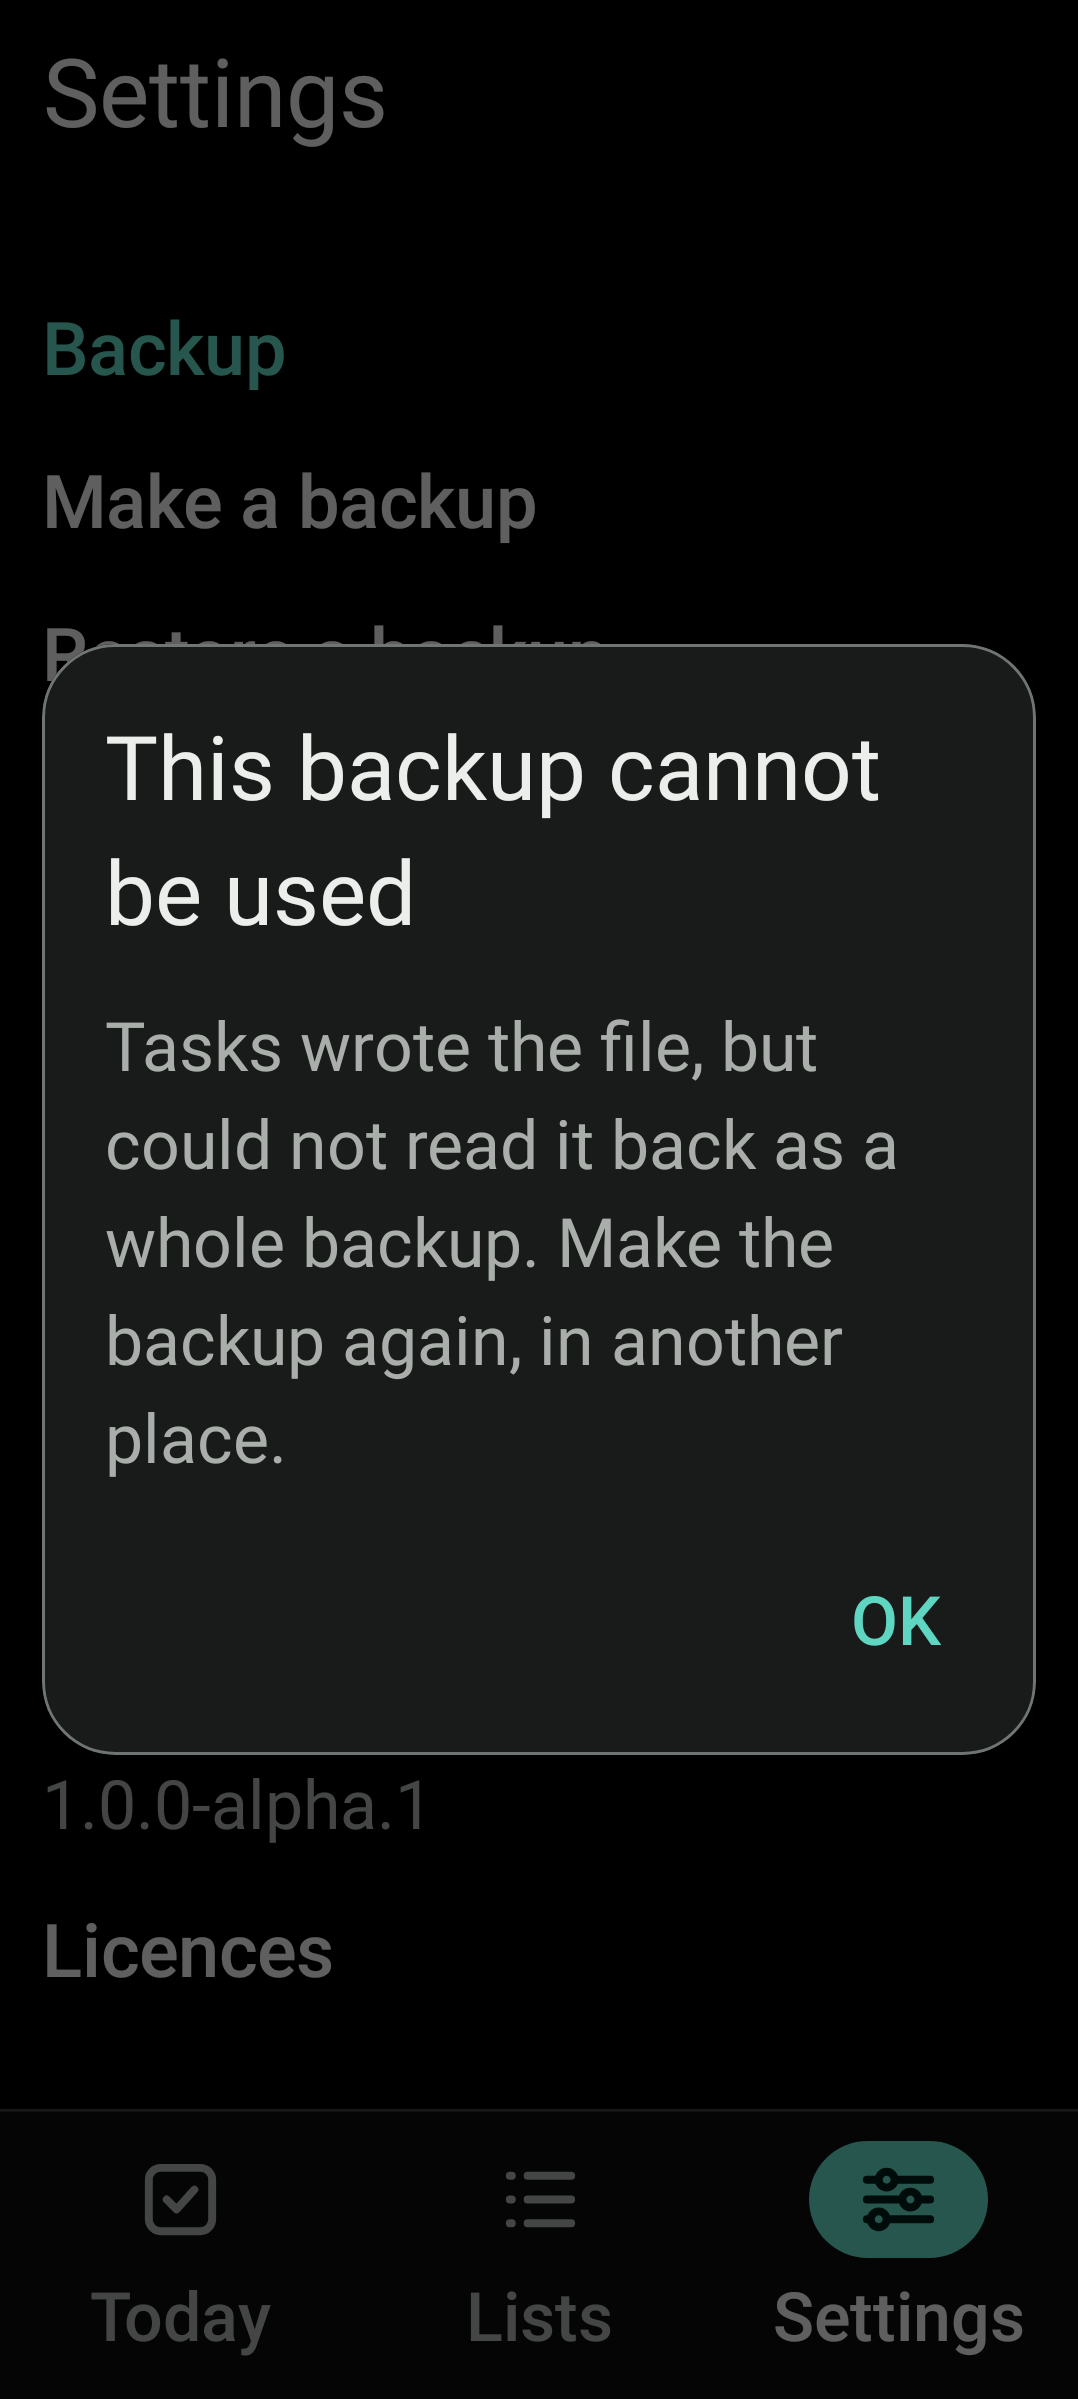 Settings
Backup
Make a backup
Restore a backup
This backup cannot
be used
Tasks wrote the file, but
could not read it back as a
whole backup. Make the
backup again, in another
place.
OK
1.0.0-alpha.1
Licences
Today
Lists
Settings